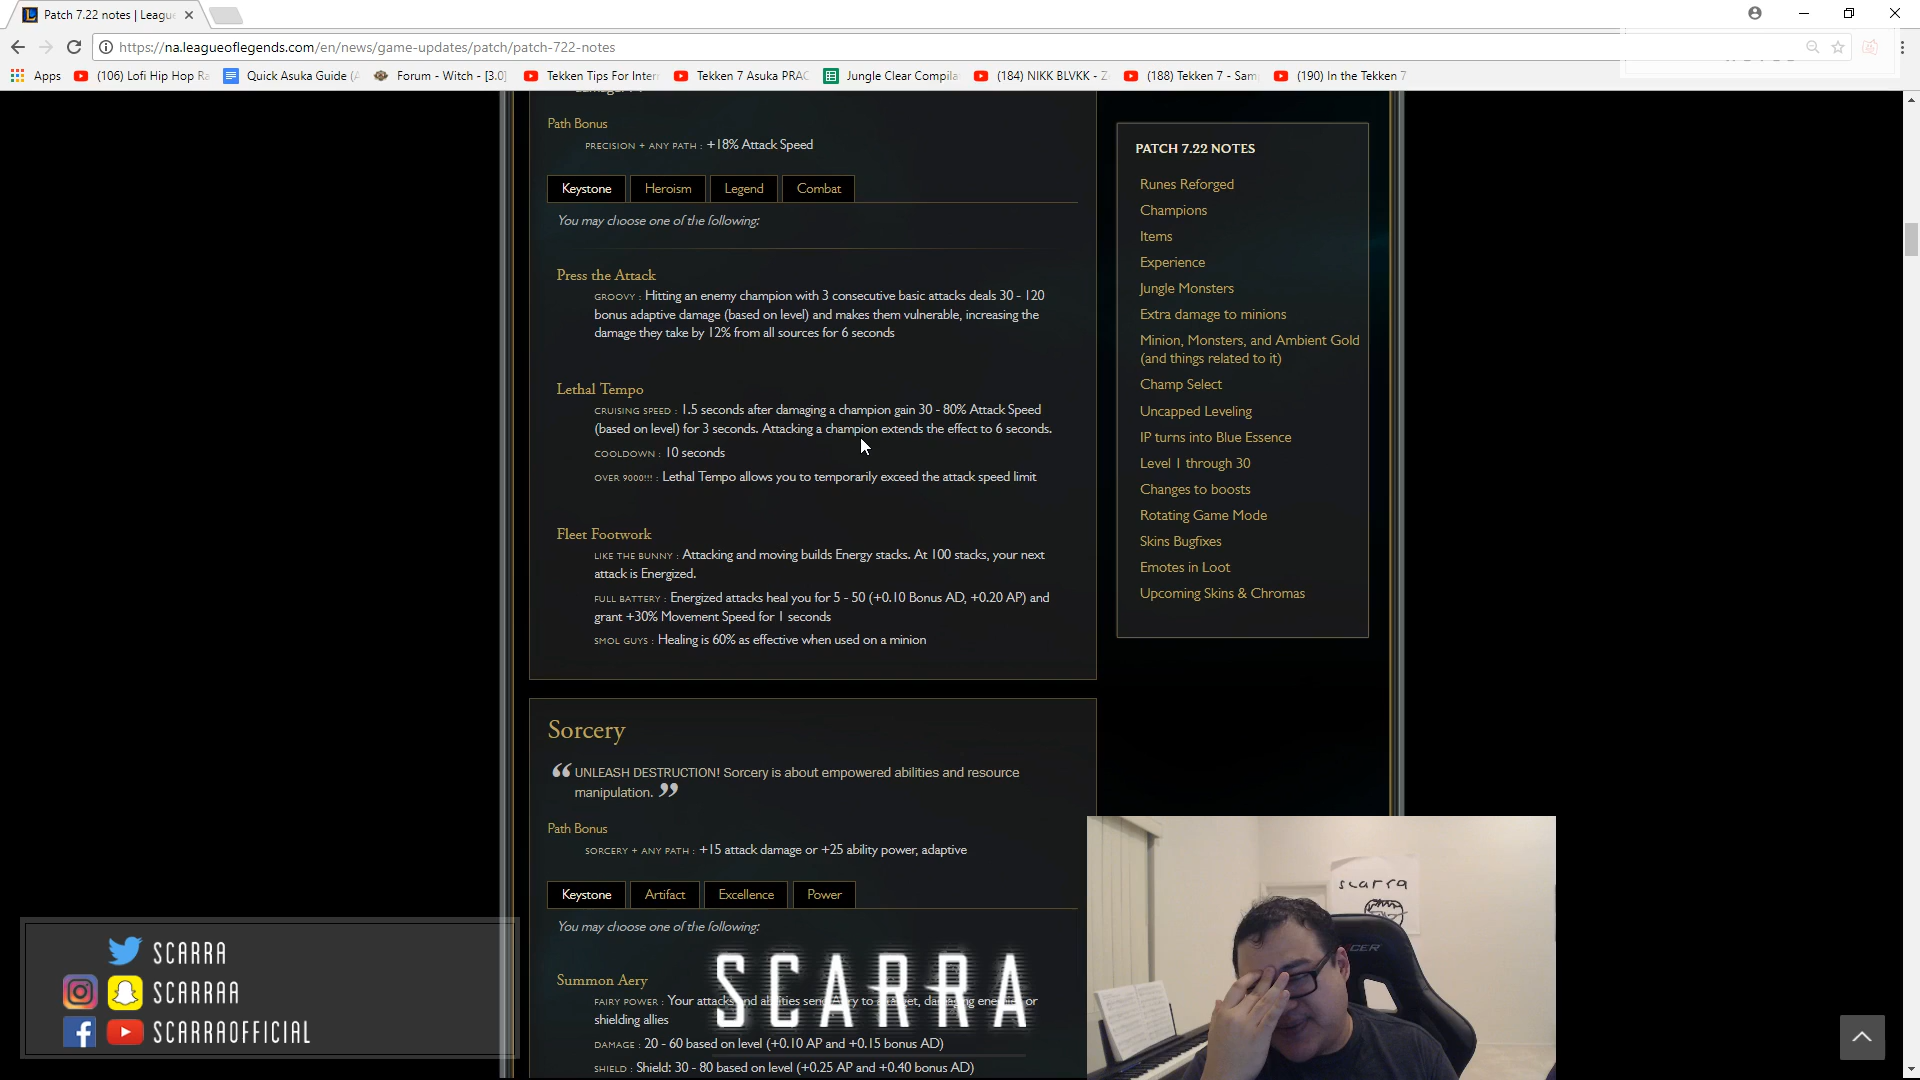 Patch 7.22 notes | Leagu
https://na.leagueoflegends.com/en/news/game-updates/patch/patch-722-notes
Apps
(106) Lofi Hip Hop Ra
Quick Asuka Guide (A
Forum - Witch - [3.0]
Tekken Tips For Inter
Tekken 7 Asuka PRAC
Jungle Clear Compila
(184) NIKK BLVKK - Z
(188) Tekken 7 - Sam
(190) In the Tekken 7
Path Bonus
PRECISION + ANY PATH : +18% Attack Speed
Keystone
Heroism
Legend
Combat
You may choose one of the following:
Press the Attack
GROOVY : Hitting an enemy champion with 3 consecutive basic attacks deals 30 - 120
bonus adaptive damage (based on level) and makes them vulnerable, increasing the
damage they take by 12% from all sources for 6 seconds
Lethal Tempo
CRUISING SPEED : 1.5 seconds after damaging a champion gain 30 - 80% Attack Speed
(based on level) for 3 seconds. Attacking a champion extends the effect to 6 seconds.
COOLDOWN : 10 seconds
OVER 9000!!! : Lethal Tempo allows you to temporarily exceed the attack speed limit
Fleet Footwork
LIKE THE BUNNY : Attacking and moving builds Energy stacks. At 100 stacks, your next
attack is Energized.
FULL BATTERY : Energized attacks heal you for 5 - 50 (+0.10 Bonus AD, +0.20 AP) and
grant +30% Movement Speed for 1 seconds
SMOL GUYS : Healing is 60% as effective when used on a minion
Sorcery
“ UNLEASH DESTRUCTION! Sorcery is about empowered abilities and resource
manipulation. ”
Path Bonus
SORCERY + ANY PATH : +15 attack damage or +25 ability power, adaptive
Keystone
Artifact
Excellence
Power
You may choose one of the following:
Summon Aery
FAIRY POWER : Your attacks and abilities send Aery to a target, damaging enemies or
shielding allies
DAMAGE : 20 - 60 based on level (+0.10 AP and +0.15 bonus AD)
SHIELD : Shield: 30 - 80 based on level (+0.25 AP and +0.40 bonus AD)
PATCH 7.22 NOTES
Runes Reforged
Champions
Items
Experience
Jungle Monsters
Extra damage to minions
Minion, Monsters, and Ambient Gold
(and things related to it)
Champ Select
Uncapped Leveling
IP turns into Blue Essence
Level 1 through 30
Changes to boosts
Rotating Game Mode
Skins Bugfixes
Emotes in Loot
Upcoming Skins & Chromas
SCARRA
SCARRAA
SCARRAOFFICIAL
SCARRA
scarra